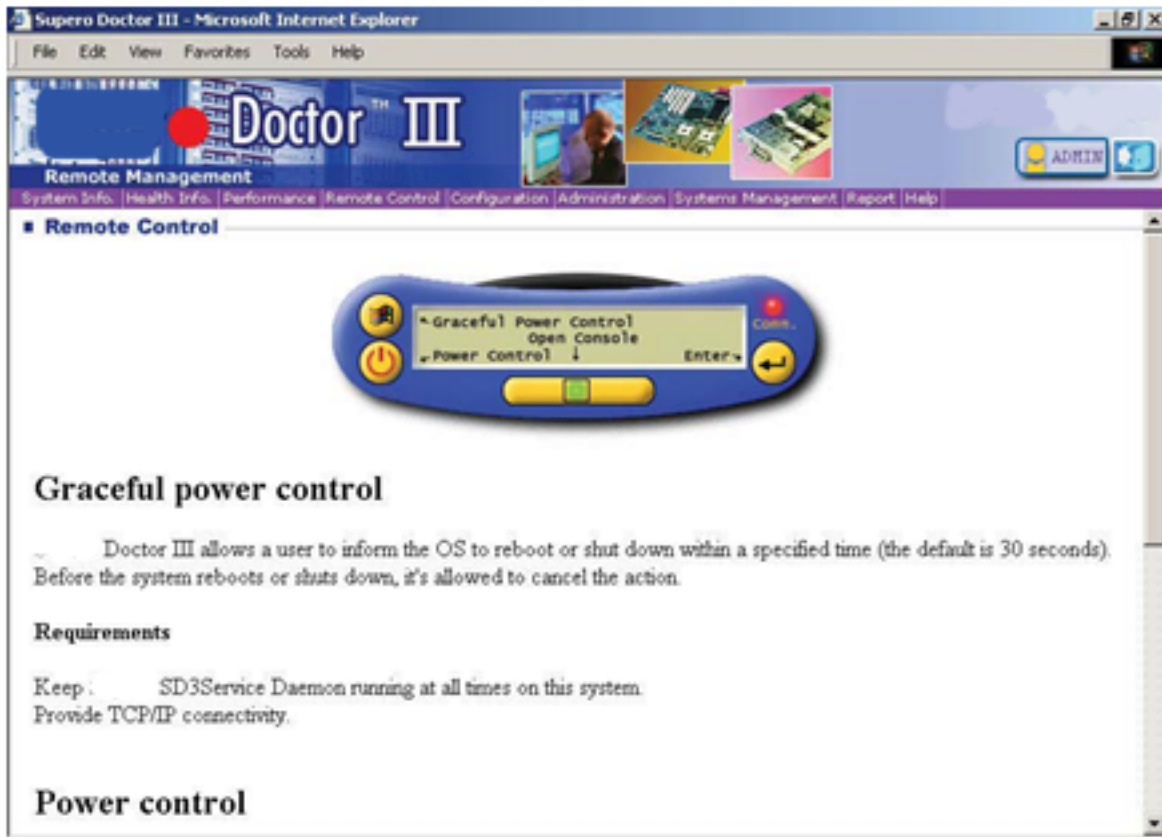 Supero Doctor III - Microsoft Internet Explorer
File Edit View Favorites Tools Help
Doctor™ III
ADMIN
Remote Management
System Info. Health Info. Performance Remote Control Configuration Administration Systems Management Report Help
Remote Control
Graceful Power Control
Open Console
Power Control ↓ Enter
Conn.
Graceful power control
Doctor III allows a user to inform the OS to reboot or shut down within a specified time (the default is 30 seconds).
Before the system reboots or shuts down, it's allowed to cancel the action.
Requirements
Keep SD3Service Daemon running at all times on this system.
Provide TCP/IP connectivity.
Power control